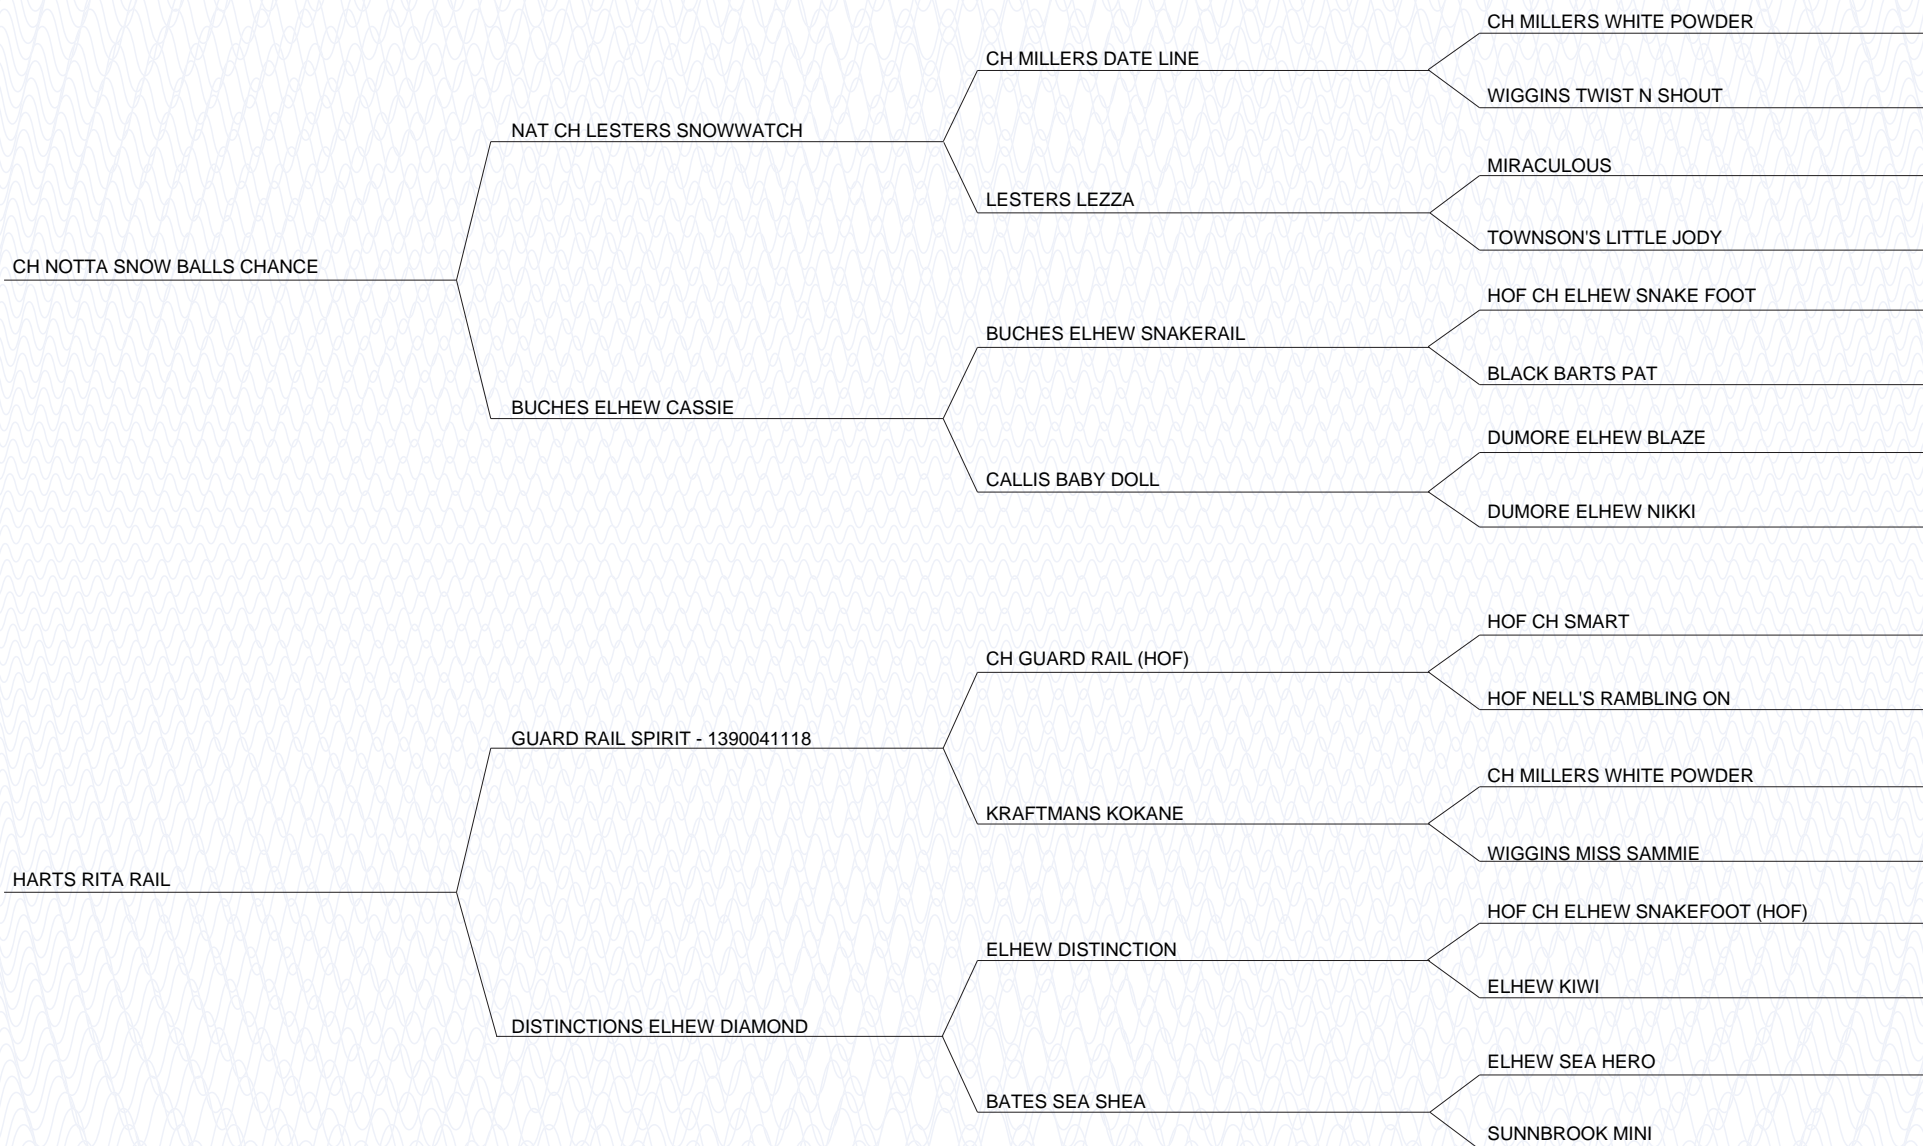 CH MILLERS WHITE POWDER
CH MILLERS DATE LINE
WIGGINS TWIST N SHOUT
NAT CH LESTERS SNOWWATCH
MIRACULOUS
LESTERS LEZZA
TOWNSON'S LITTLE JODY
CH NOTTA SNOW BALLS CHANCE
HOF CH ELHEW SNAKE FOOT
BUCHES ELHEW SNAKERAIL
BLACK BARTS PAT
BUCHES ELHEW CASSIE
DUMORE ELHEW BLAZE
CALLIS BABY DOLL
DUMORE ELHEW NIKKI
HOF CH SMART
CH GUARD RAIL (HOF)
HOF NELL'S RAMBLING ON
GUARD RAIL SPIRIT - 1390041118
CH MILLERS WHITE POWDER
KRAFTMANS KOKANE
WIGGINS MISS SAMMIE
HARTS RITA RAIL
HOF CH ELHEW SNAKEFOOT (HOF)
ELHEW DISTINCTION
ELHEW KIWI
DISTINCTIONS ELHEW DIAMOND
ELHEW SEA HERO
BATES SEA SHEA
SUNNBROOK MINI